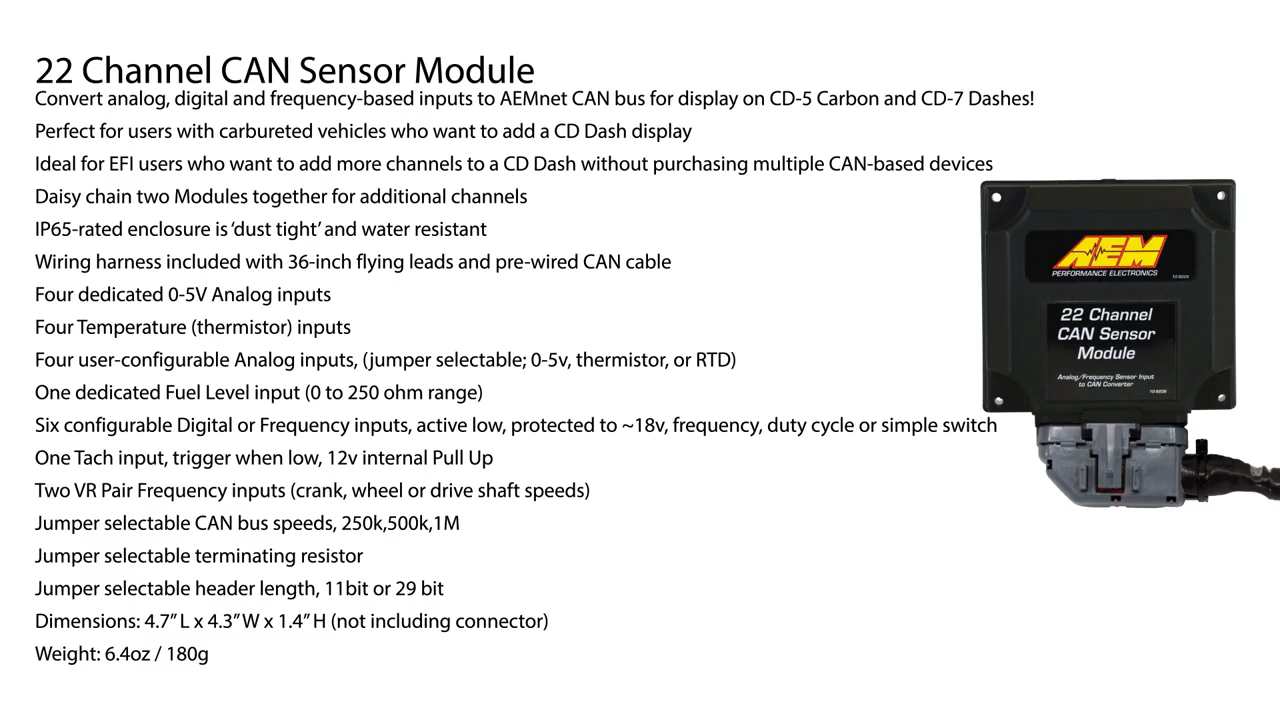 22 Channel CAN Sensor Module
Convert analog, digital and frequency-based inputs to AEMnet CAN bus for display on CD-5 Carbon and CD-7 Dashes!
Perfect for users with carbureted vehicles who want to add a CD Dash display
Ideal for EFI users who want to add more channels to a CD Dash without purchasing multiple CAN-based devices
Daisy chain two Modules together for additional channels
IP65-rated enclosure is ‘dust tight’ and water resistant
Wiring harness included with 36-inch flying leads and pre-wired CAN cable
Four dedicated 0-5V Analog inputs
Four Temperature (thermistor) inputs
Four user-configurable Analog inputs, (jumper selectable; 0-5v, thermistor, or RTD)
One dedicated Fuel Level input (0 to 250 ohm range)
Six configurable Digital or Frequency inputs, active low, protected to ~18v, frequency, duty cycle or simple switch
One Tach input, trigger when low, 12v internal Pull Up
Two VR Pair Frequency inputs (crank, wheel or drive shaft speeds)
Jumper selectable CAN bus speeds, 250k,500k,1M
Jumper selectable terminating resistor
Jumper selectable header length, 11bit or 29 bit
Dimensions: 4.7” L x 4.3” W x 1.4” H (not including connector)
Weight: 6.4oz / 180g
AEM
PERFORMANCE ELECTRONICS
22 Channel
CAN Sensor
Module
Analog/Frequency Sensor Input
to CAN Converter